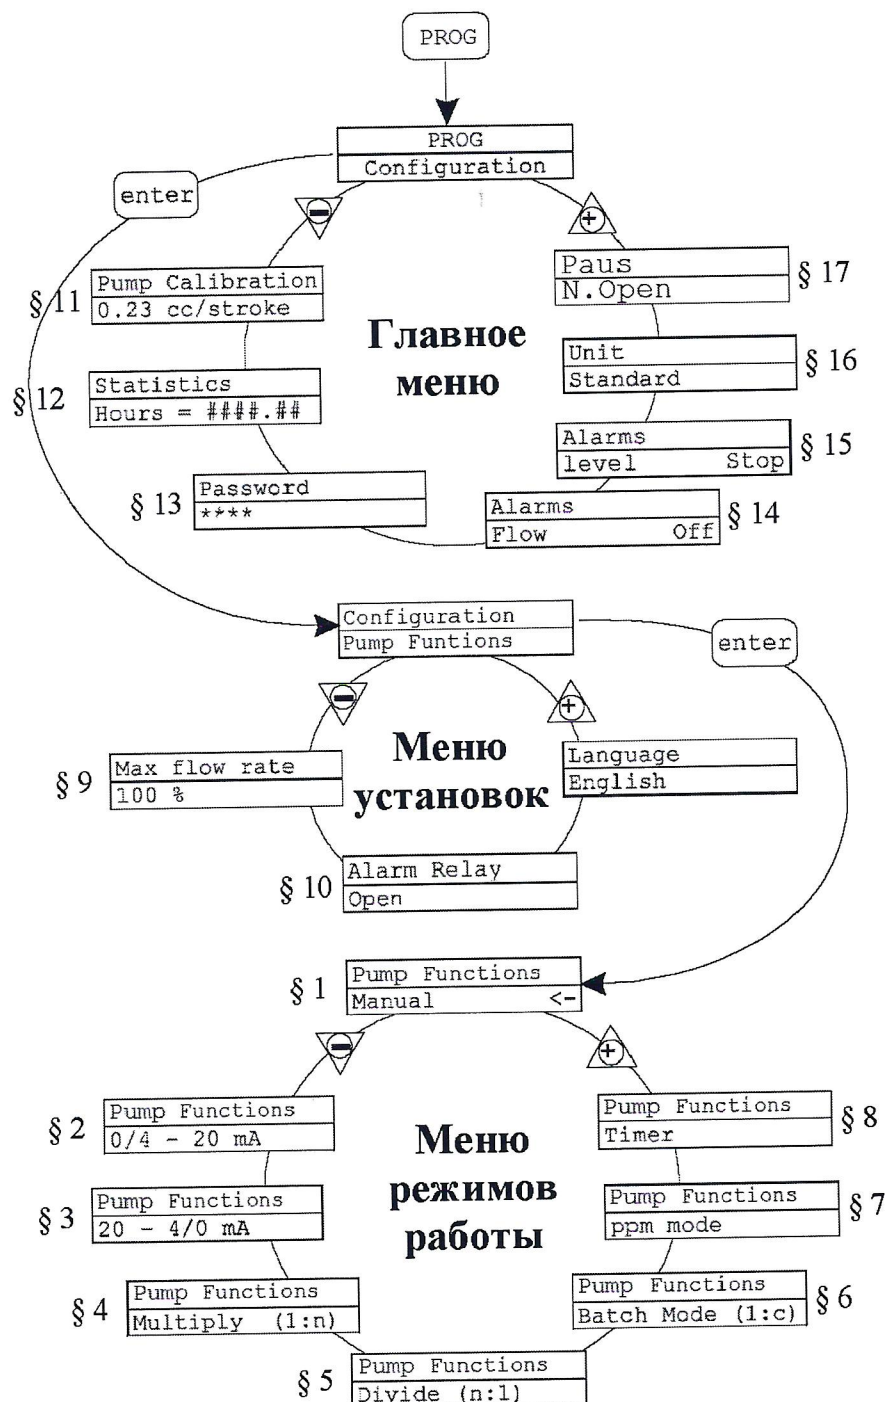 PROG
PROG
Configuration
enter
Pump Calibration
0.23 cc/stroke
§ 11
Paus
N.Open
§ 17
Главное
меню
Unit
Standard
§ 16
Statistics
Hours = ####.##
§ 12
Alarms
level Stop
§ 15
Password
****
§ 13
Alarms
Flow Off
§ 14
Configuration
Pump Funtions
enter
Меню
установок
Max flow rate
100 %
§ 9
Language
English
Alarm Relay
Open
§ 10
§ 1
Pump Functions
Manual <-
Pump Functions
0/4 - 20 mA
§ 2
Меню
режимов
работы
Pump Functions
Timer
§ 8
Pump Functions
20 - 4/0 mA
§ 3
Pump Functions
ppm mode
§ 7
Pump Functions
Multiply (1:n)
§ 4
Pump Functions
Batch Mode (1:c)
§ 6
Pump Functions
Divide (n:1)
§ 5